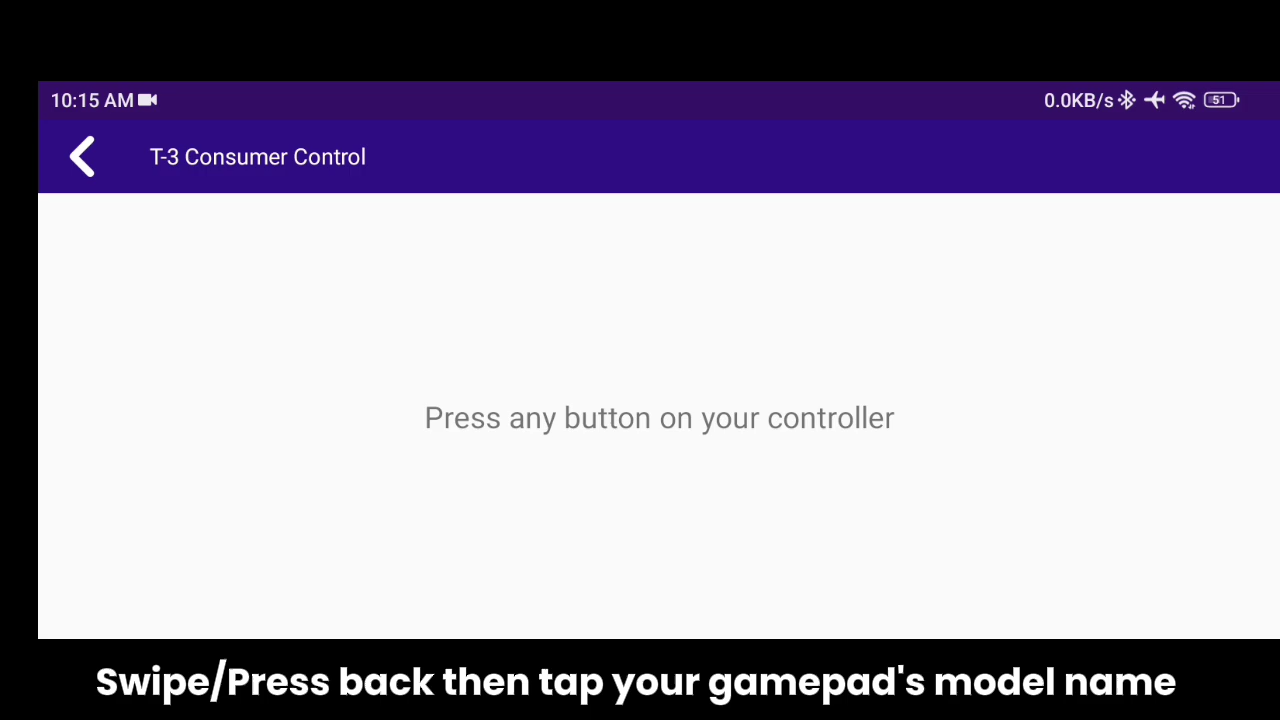 10:15 AM
0.0KB/s 51
T-3 Consumer Control
Press any button on your controller
Swipe/Press back then tap your gamepad's model name